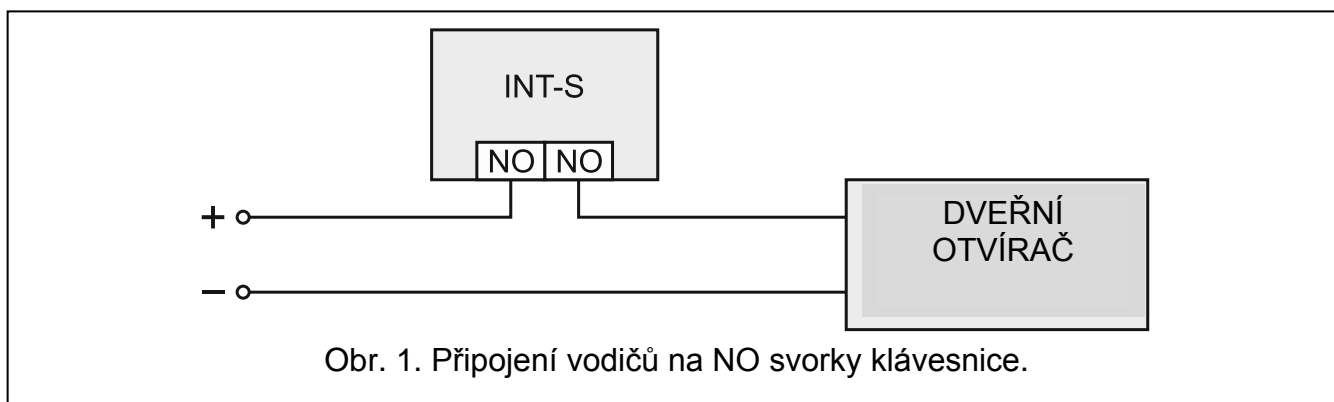 INT-S
NO NO
+
DVEŘNÍ
OTVÍRAČ
–
Obr. 1. Připojení vodičů na NO svorky klávesnice.